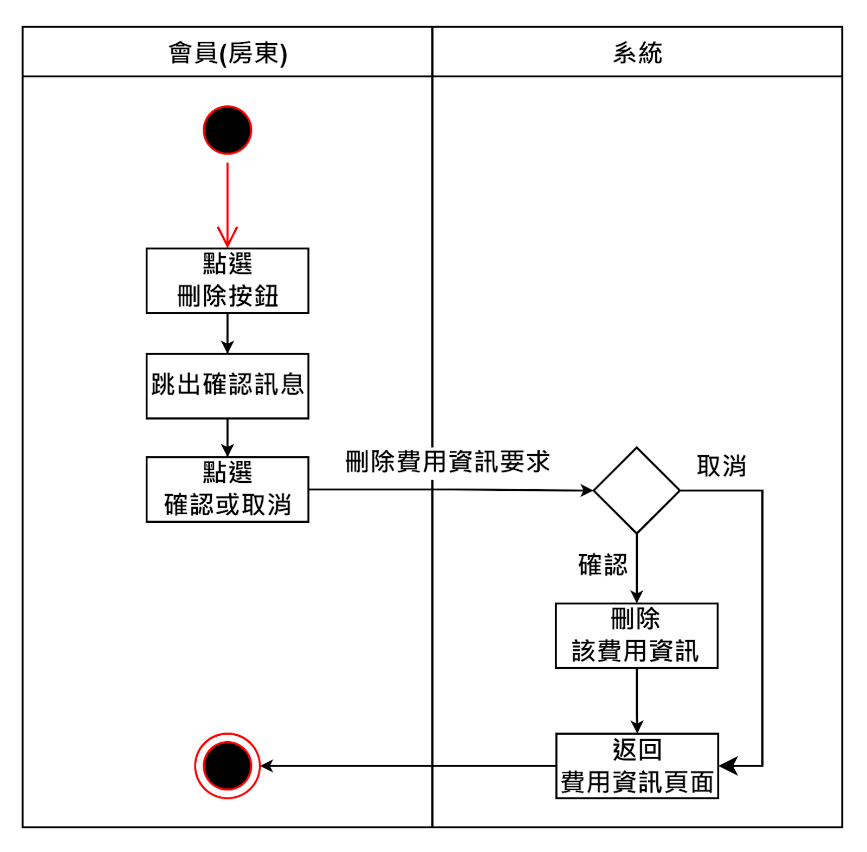 會員(房東)
系統
點選
刪除按鈕
跳出確認訊息
點選
確認或取消
刪除費用資訊要求
取消
確認
刪除
該費用資訊
返回
費用資訊頁面